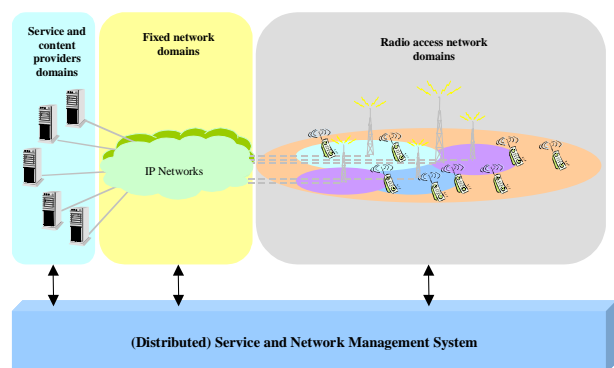 Service and
content
providers
domains
Fixed network
domains
Radio access network
domains
IP Networks
(Distributed) Service and Network Management System